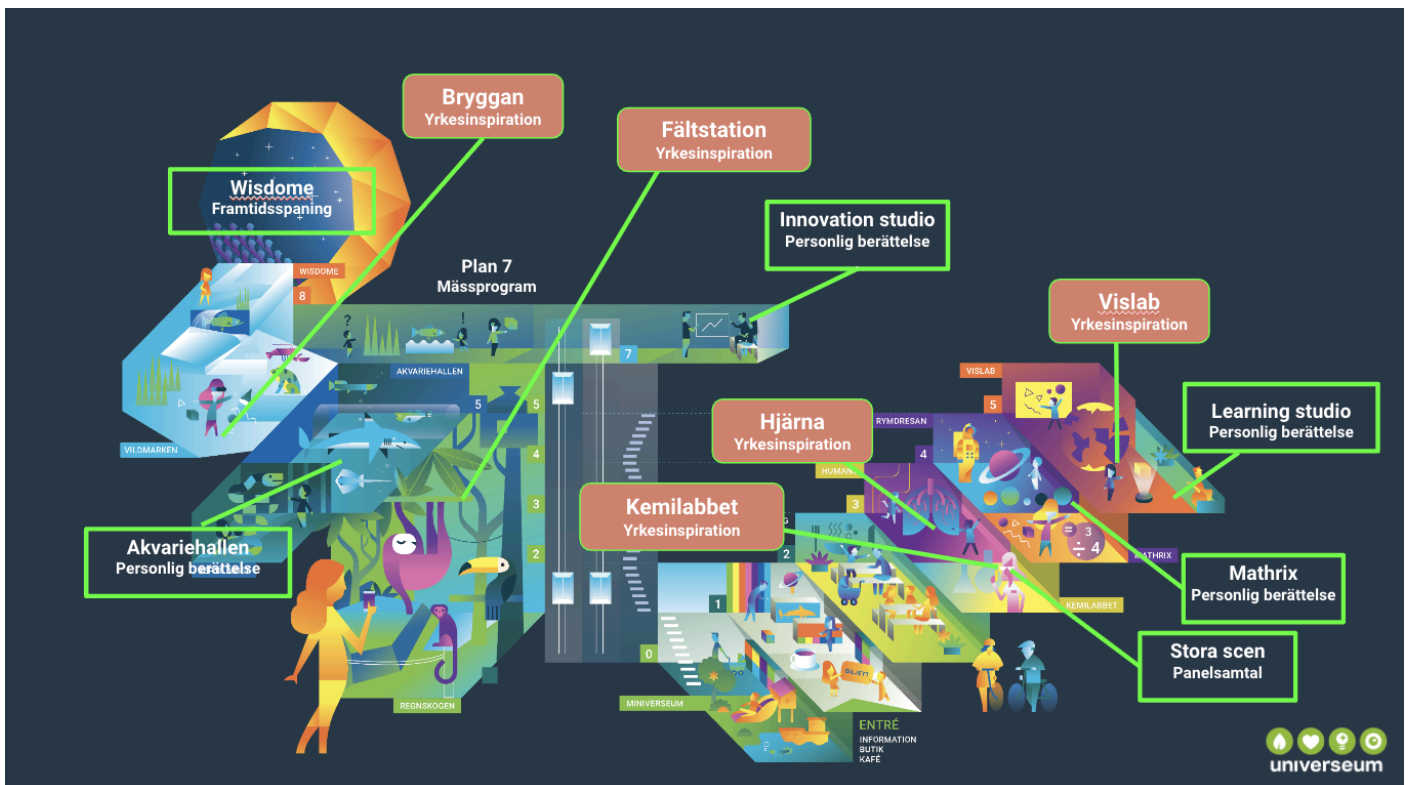 Bryggan
Yrkesinspiration
Fältstation
Yrkesinspiration
Wisdome
Framtidsspaning
Innovation studio
Personlig berättelse
Plan 7
Mässprogram
WISDOME
8
?
!
7
Vislab
Yrkesinspiration
AKVARIEHALLEN
5
5
VISLAB
5
Learning studio
Personlig berättelse
Hjärna
Yrkesinspiration
RYMDRESAN
4
4
VILDMARKEN
HUMAN
3
3
Kemilabbet
Yrkesinspiration
= 3
÷ 4
Akvariehallen
Personlig berättelse
2
2
MATHRIX
Mathrix
Personlig berättelse
1
KEMILABBET
Stora scen
Panelsamtal
0
BILJETT
REGNSKOGEN
MINIVERSEUM
ENTRÉ
INFORMATION
BUTIK
KAFÉ
universeum